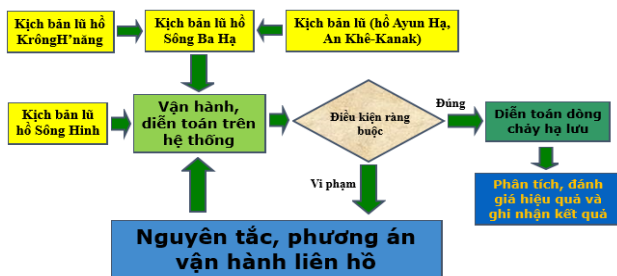 Kịch bản lũ hồ
KrôngH'năng
Kịch bản lũ hồ
Sông Ba Hạ
Kịch bản lũ (hồ Ayun Hạ,
An Khê-Kanak)
Kịch bản lũ
hồ Sông Hinh
Vận hành,
diễn toán trên
hệ thống
Điều kiện ràng
buộc
Đúng
Diễn toán dòng
chảy hạ lưu
Vi phạm
Phân tích, đánh
giá hiệu quả và
ghi nhận kết quả
Nguyên tắc, phương án
vận hành liên hồ